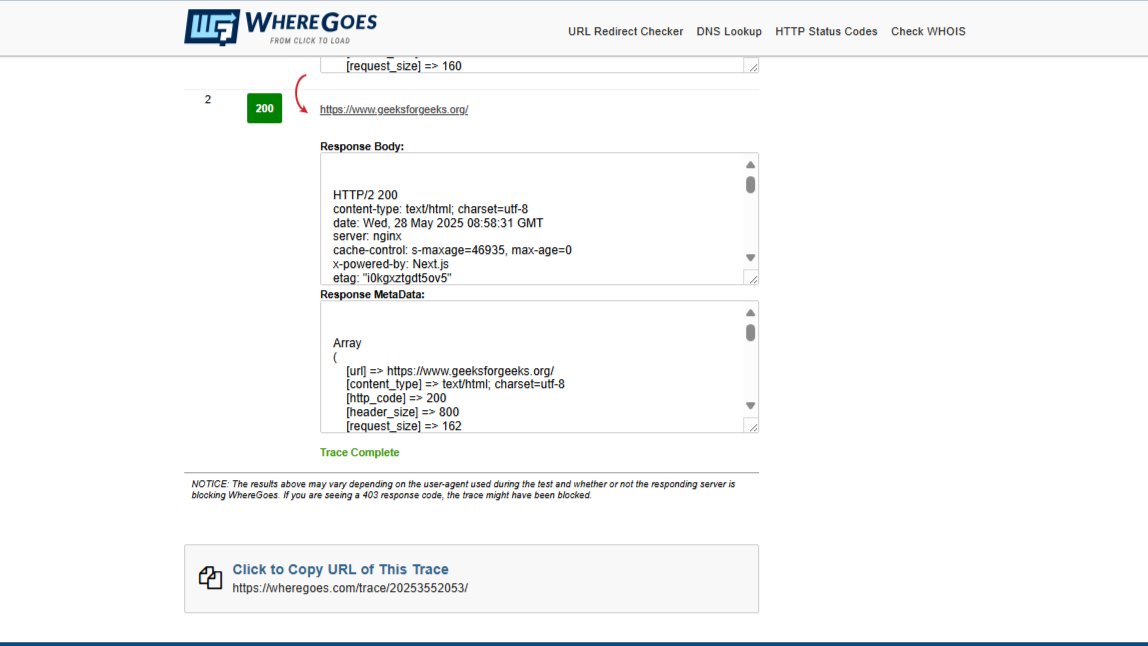 WHEREGOES
FROM CLICK TO LOAD
URL Redirect Checker DNS Lookup HTTP Status Codes Check WHOIS
[request_size] => 160
2
200
https://www.geeksforgeeks.org/
Response Body:
HTTP/2 200
content-type: text/html; charset=utf-8
date: Wed, 28 May 2025 08:58:31 GMT
server: nginx
cache-control: s-maxage=46935, max-age=0
x-powered-by: Next.js
etag: "i0kgxztgdt5ov5"
Response MetaData:
Array
(
[url] => https://www.geeksforgeeks.org/
[content_type] => text/html; charset=utf-8
[http_code] => 200
[header_size] => 800
[request_size] => 162
Trace Complete
NOTICE: The results above may vary depending on the user-agent used during the test and whether or not the responding server is
blocking WhereGoes. If you are seeing a 403 response code, the trace might have been blocked.
Click to Copy URL of This Trace
https://wheregoes.com/trace/20253552053/